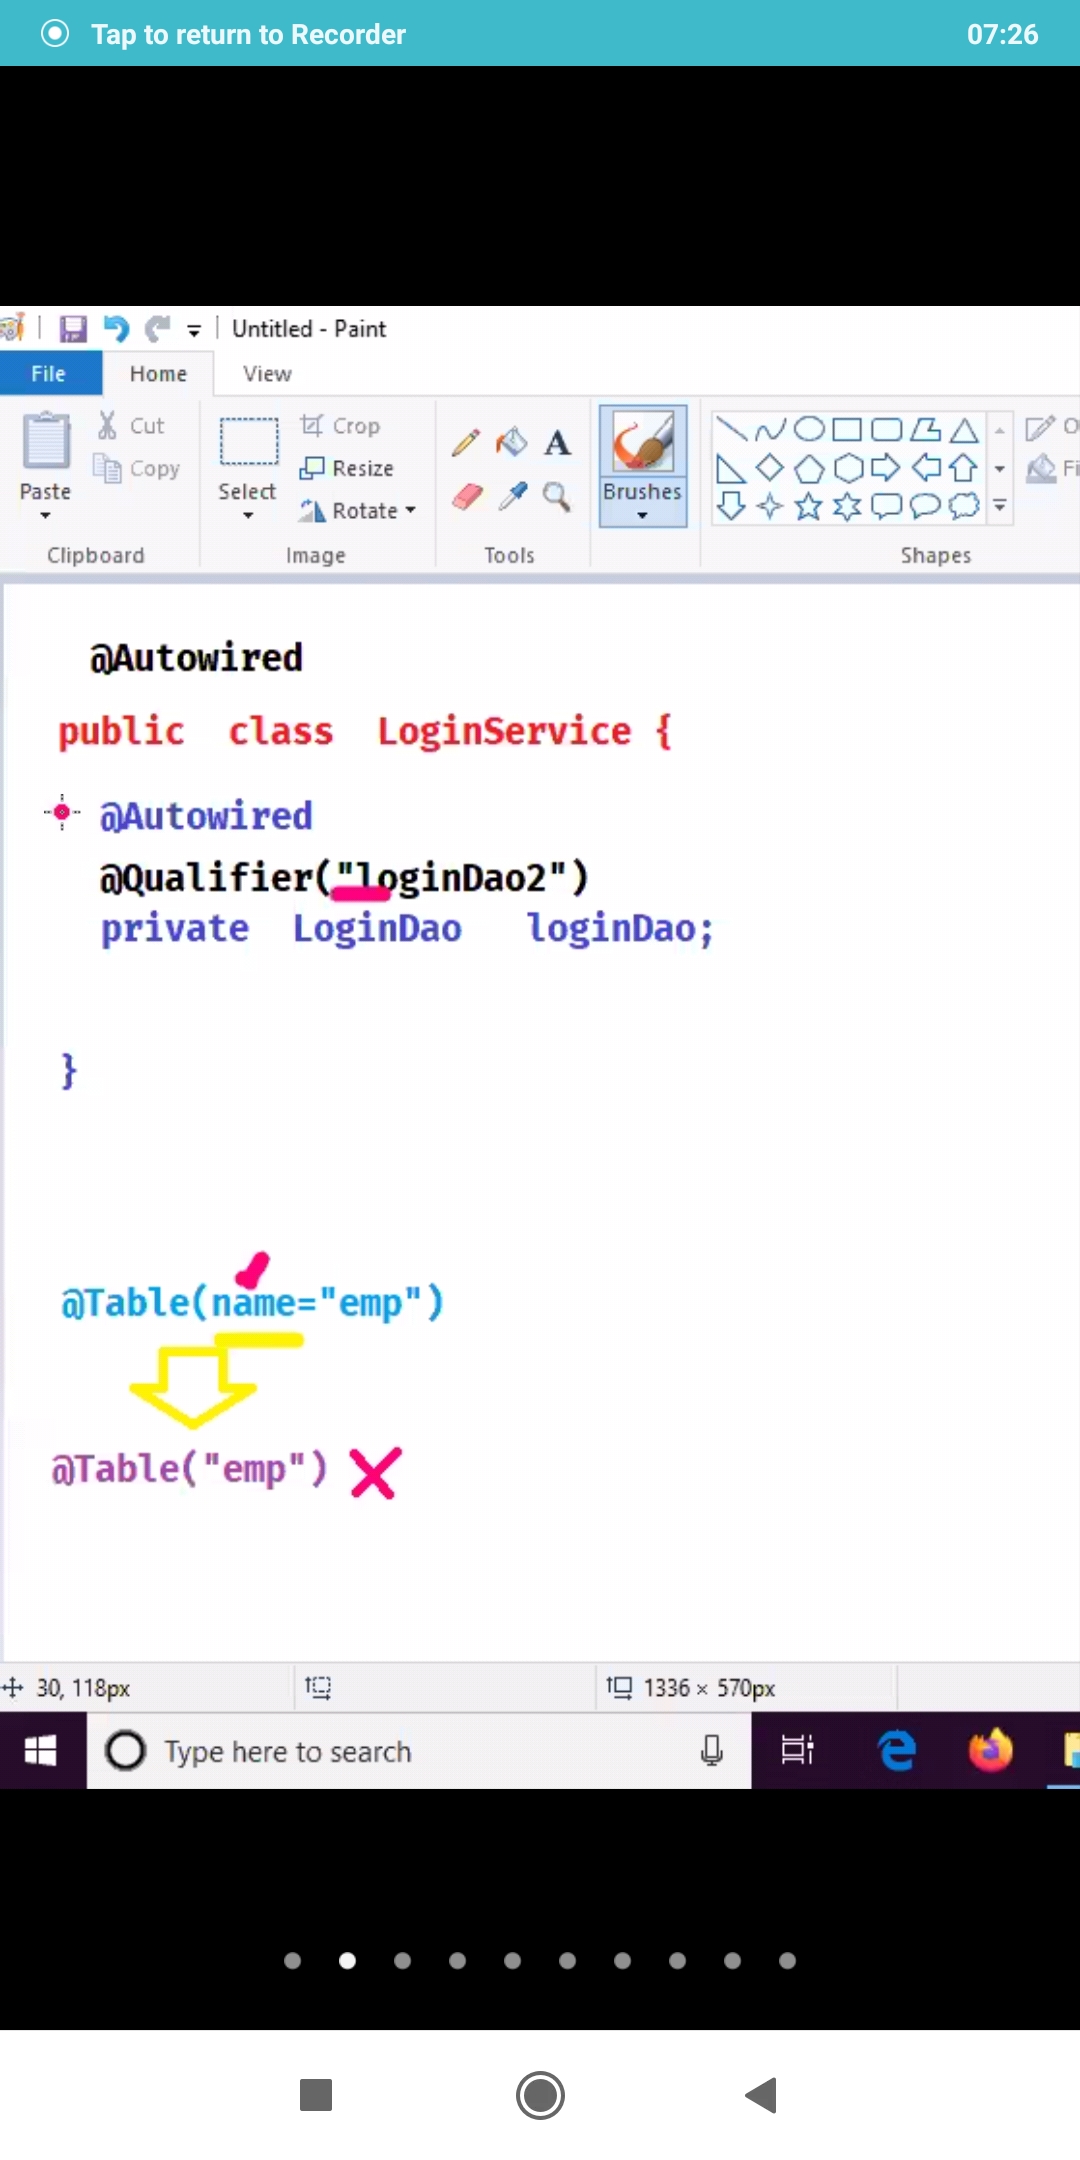 Tap to return to Recorder 07:26
Untitled - Paint
File Home View
Cut Crop
Copy Resize
Paste Select Rotate Brushes
Clipboard Image Tools Shapes
@Autowired
public class LoginService {
@Autowired
@Qualifier("loginDao2")
private LoginDao loginDao;
}
@Table(name="emp")
@Table("emp")
30, 118px 1336 × 570px
Type here to search